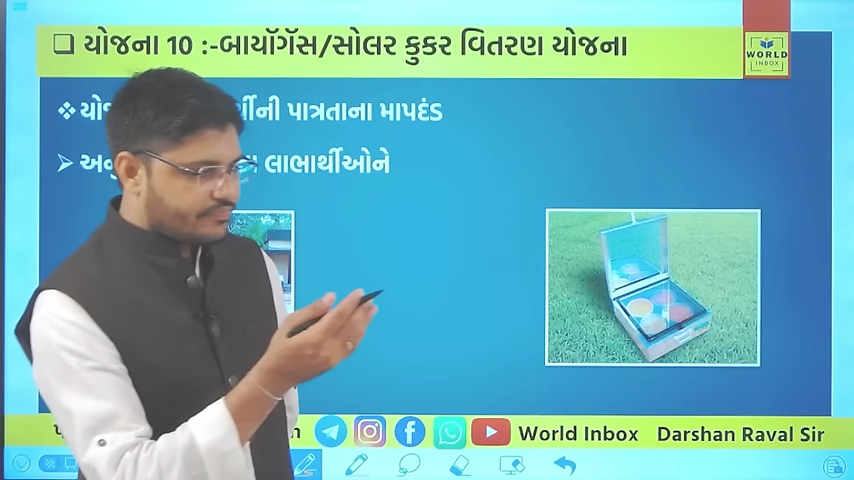 ❑ યોજના 10 :-બાયૉગૅસ/સોલર કુકર વિતરણ યોજના
WORLD
INBOX
પાત્રતાના માપદંડ
લાભાર્થીઓને
World Inbox Darshan Raval Sir